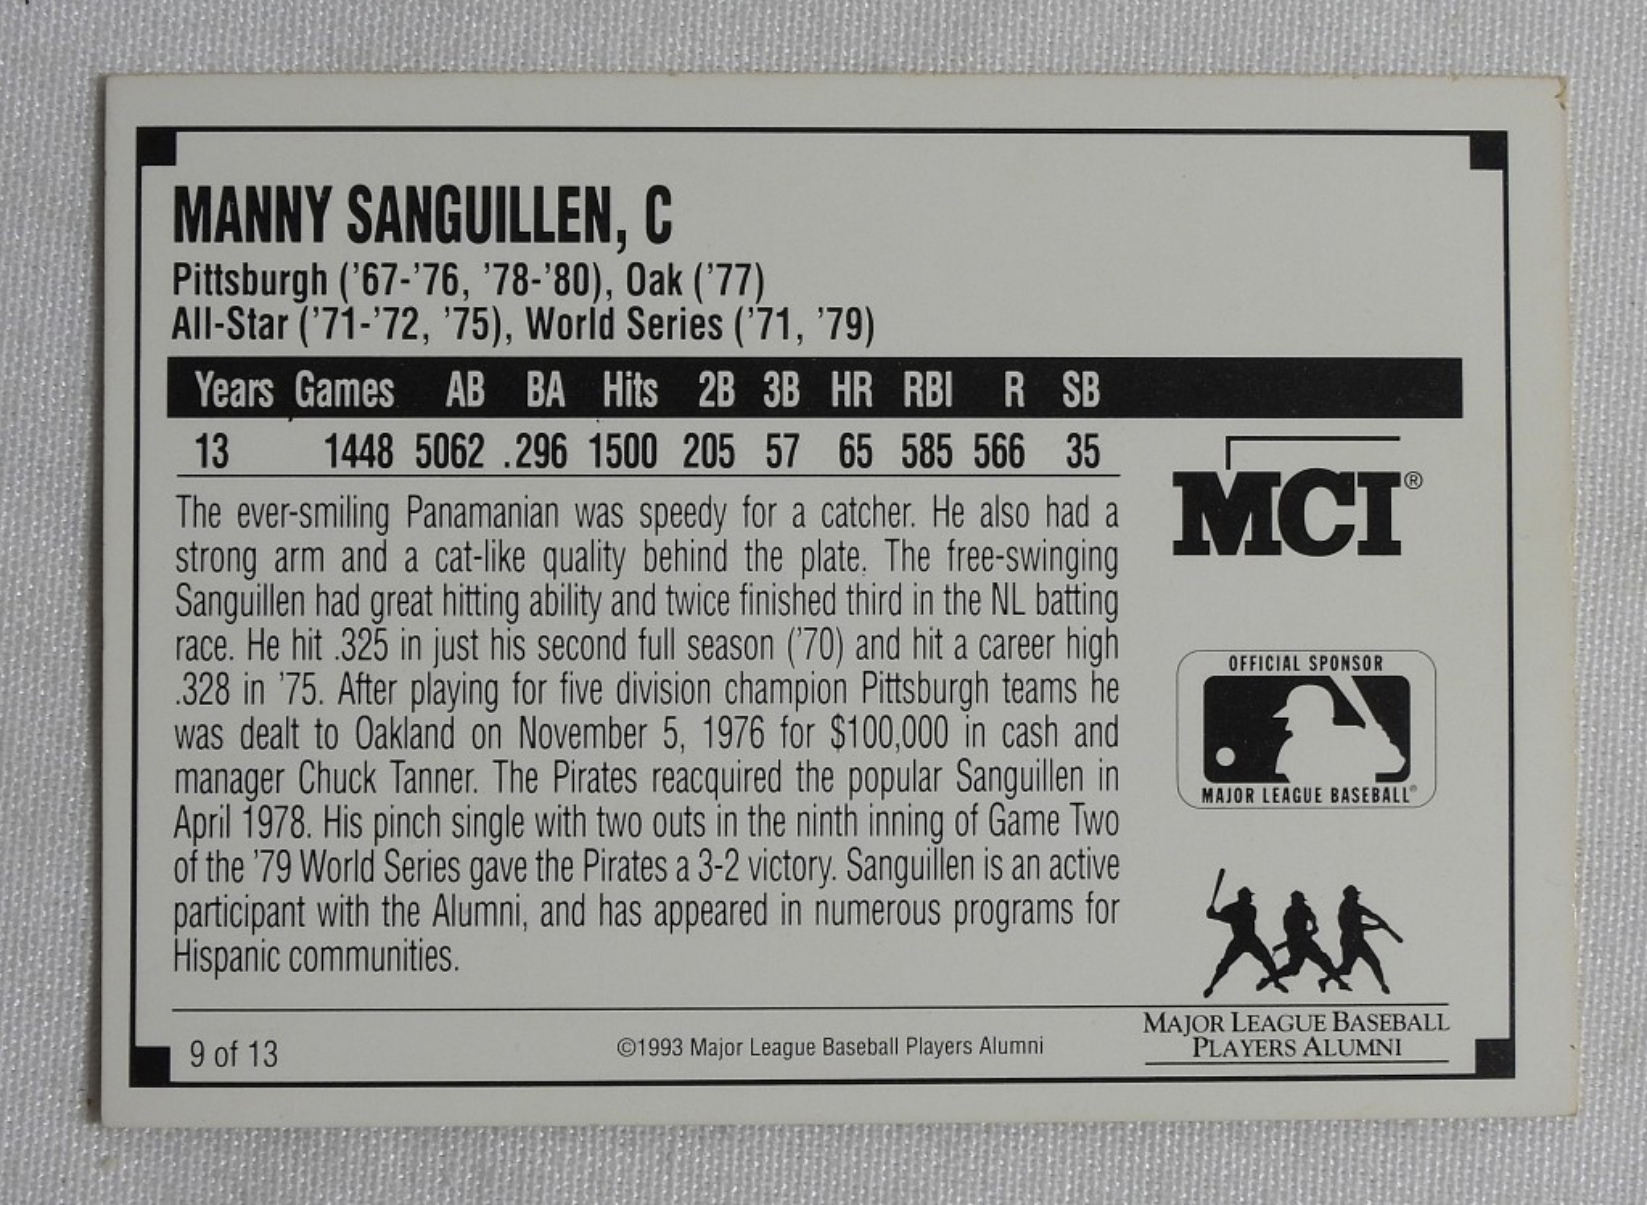 MANNY SANGUILLEN, C
Pittsburgh ('67-'76, '78-'80), Oak ('77)
All-Star ('71-'72, '75), World Series ('71, '79)
Years Games AB BA Hits 2B 3B HR RBI R SB
13 1448 5062 .296 1500 205 57 65 585 566 35
The ever-smiling Panamanian was speedy for a catcher. He also had a
strong arm and a cat-like quality behind the plate. The free-swinging
Sanguillen had great hitting ability and twice finished third in the NL batting
race. He hit .325 in just his second full season ('70) and hit a career high
.328 in '75. After playing for five division champion Pittsburgh teams he
was dealt to Oakland on November 5, 1976 for $100,000 in cash and
manager Chuck Tanner. The Pirates reacquired the popular Sanguillen in
April 1978. His pinch single with two outs in the ninth inning of Game Two
of the '79 World Series gave the Pirates a 3-2 victory. Sanguillen is an active
participant with the Alumni, and has appeared in numerous programs for
Hispanic communities.
MCI®
OFFICIAL SPONSOR
MAJOR LEAGUE BASEBALL®
MAJOR LEAGUE BASEBALL
PLAYERS ALUMNI
9 of 13
©1993 Major League Baseball Players Alumni